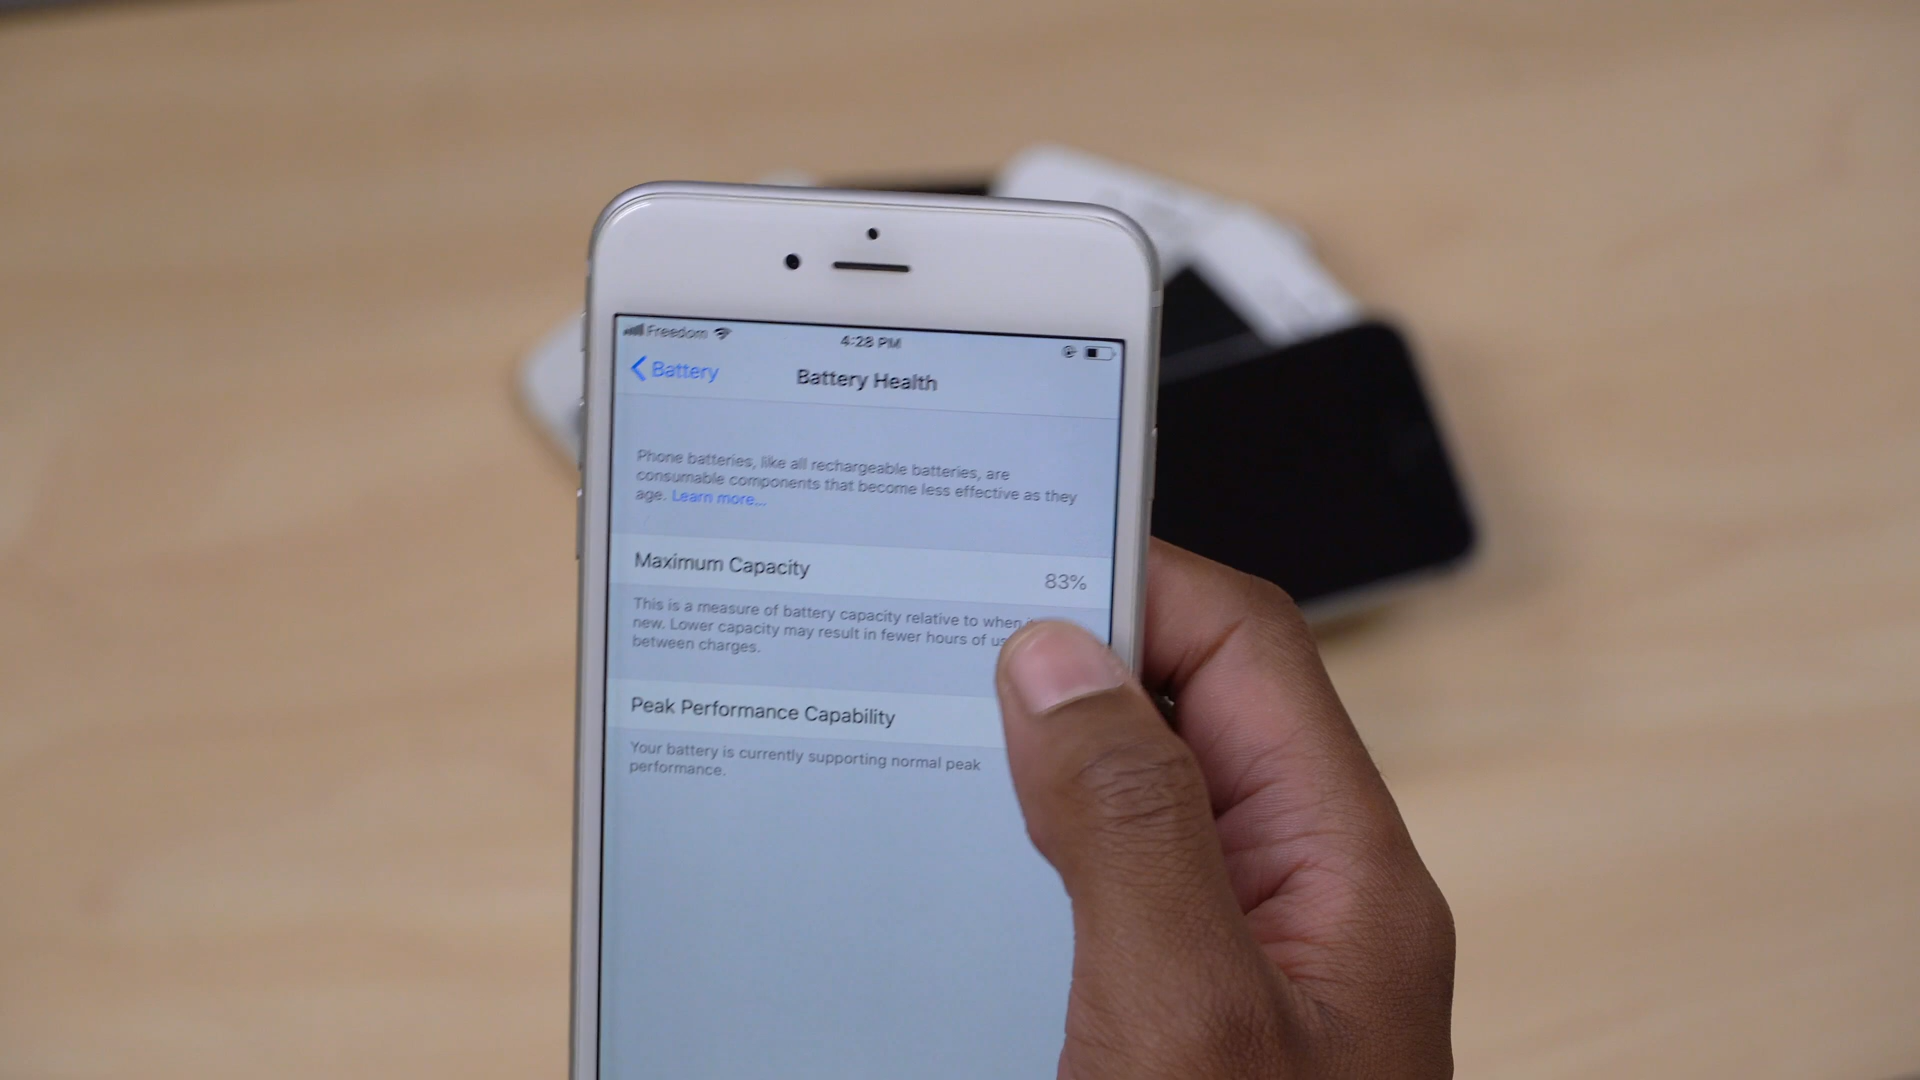 Freedom
4:28 PM
Battery
Battery Health
Phone batteries, like all rechargeable batteries, are
consumable components that become less effective as they
age. Learn more...
Maximum Capacity
83%
This is a measure of battery capacity relative to when
new. Lower capacity may result in fewer hours of
between charges.
Peak Performance Capability
Your battery is currently supporting normal peak
performance.